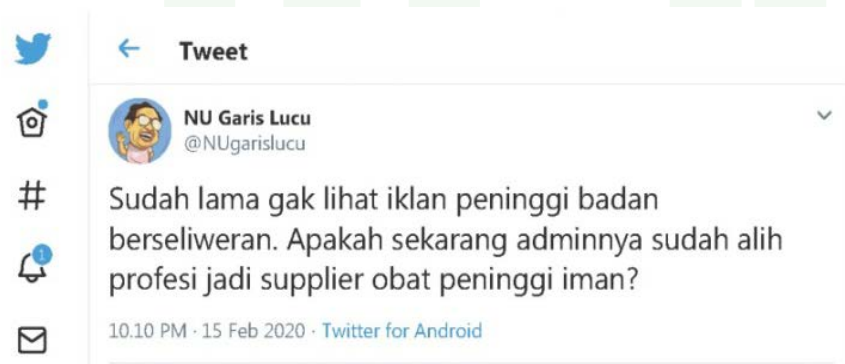 Tweet
NU Garis Lucu
@NUgarislucu
Sudah lama gak lihat iklan peninggi badan
berseliweran. Apakah sekarang adminnya sudah alih
profesi jadi supplier obat peninggi iman?
10.10 PM · 15 Feb 2020 · Twitter for Android
1